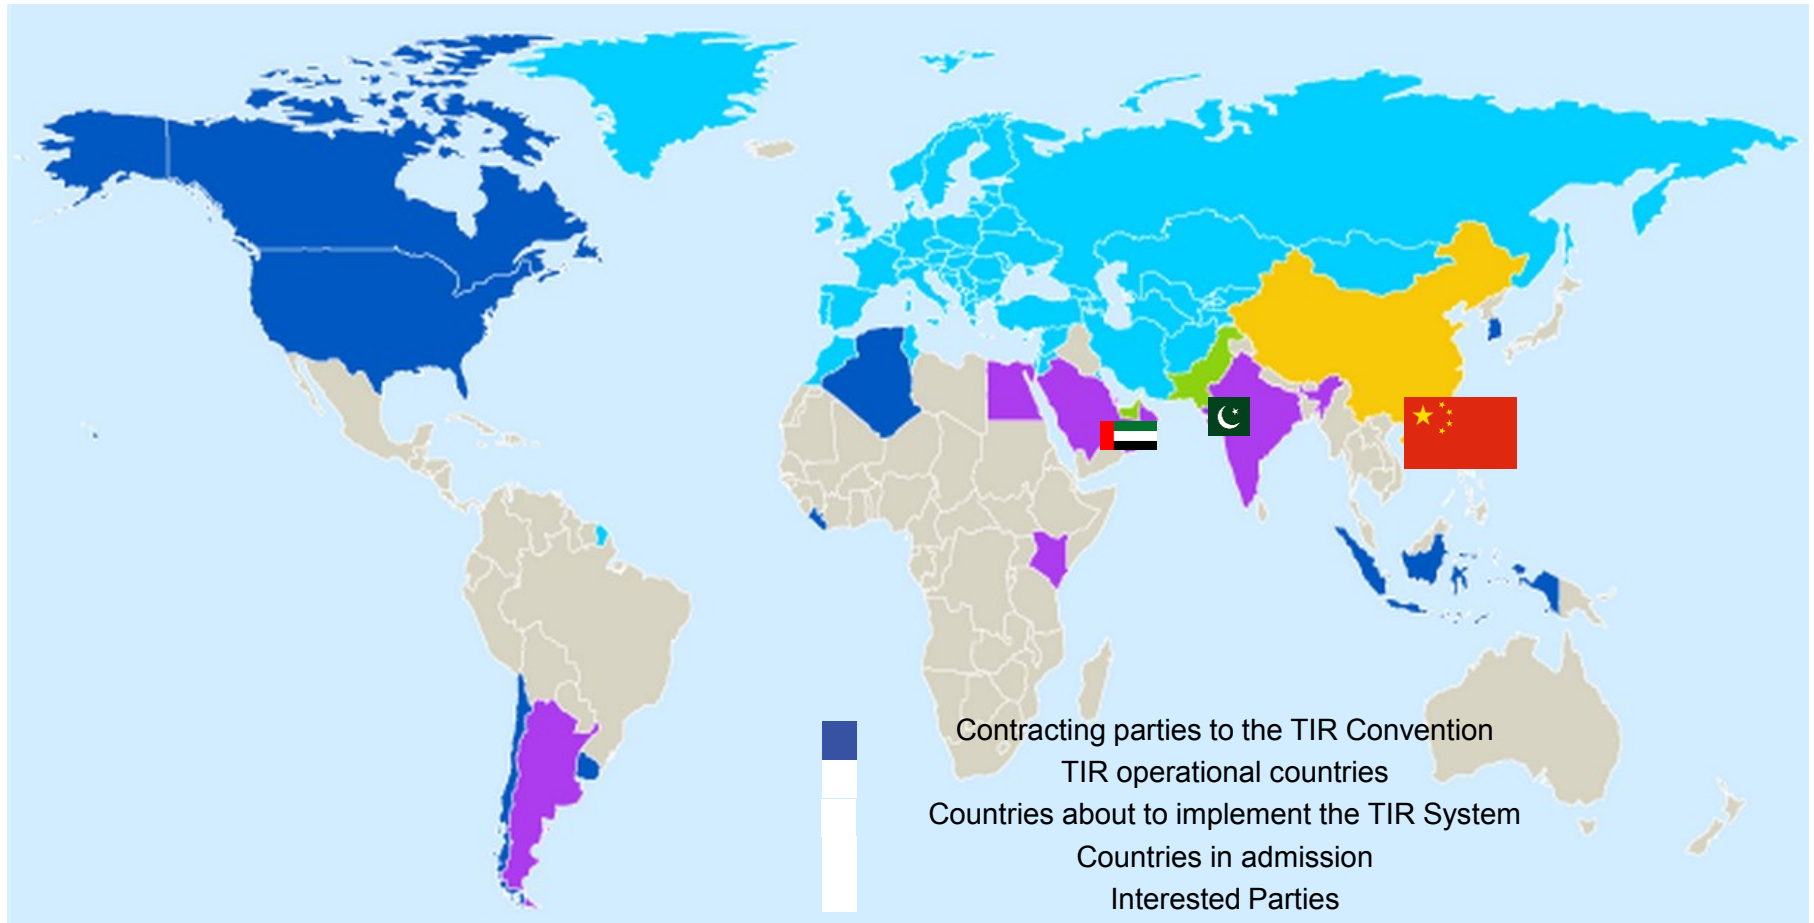 Contracting parties to the TIR Convention
TIR operational countries
Countries about to implement the TIR System
Countries in admission
Interested Parties